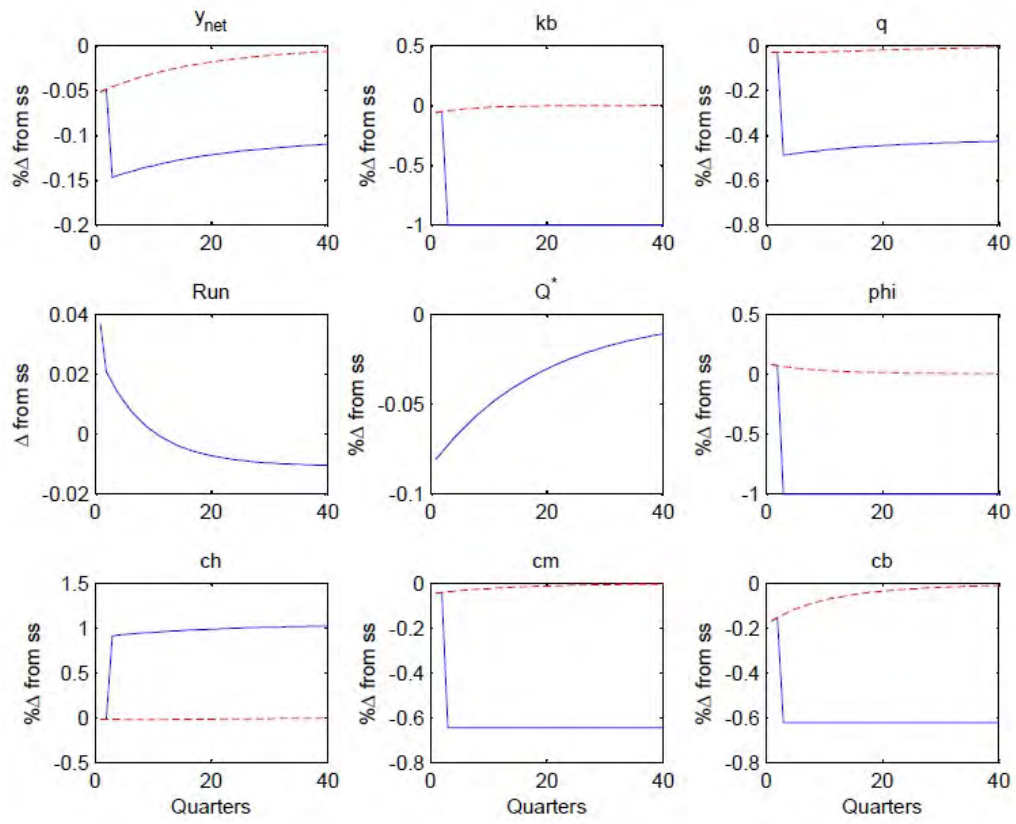 y_net
kb
q
%Δ from ss
0
-0.05
-0.1
-0.15
-0.2
0 20 40
%Δ from ss
0.5
0
-0.5
-1
0 20 40
%Δ from ss
0
-0.2
-0.4
-0.6
-0.8
0 20 40
Run
Q*
phi
Δ from ss
0.04
0.02
0
-0.02
0 20 40
%Δ from ss
0
-0.05
-0.1
0 20 40
%Δ from ss
0.5
0
-0.5
-1
0 20 40
ch
cm
cb
%Δ from ss
1.5
1
0.5
0
-0.5
0 20 40
Quarters
%Δ from ss
0
-0.2
-0.4
-0.6
-0.8
0 20 40
Quarters
%Δ from ss
0
-0.2
-0.4
-0.6
-0.8
0 20 40
Quarters